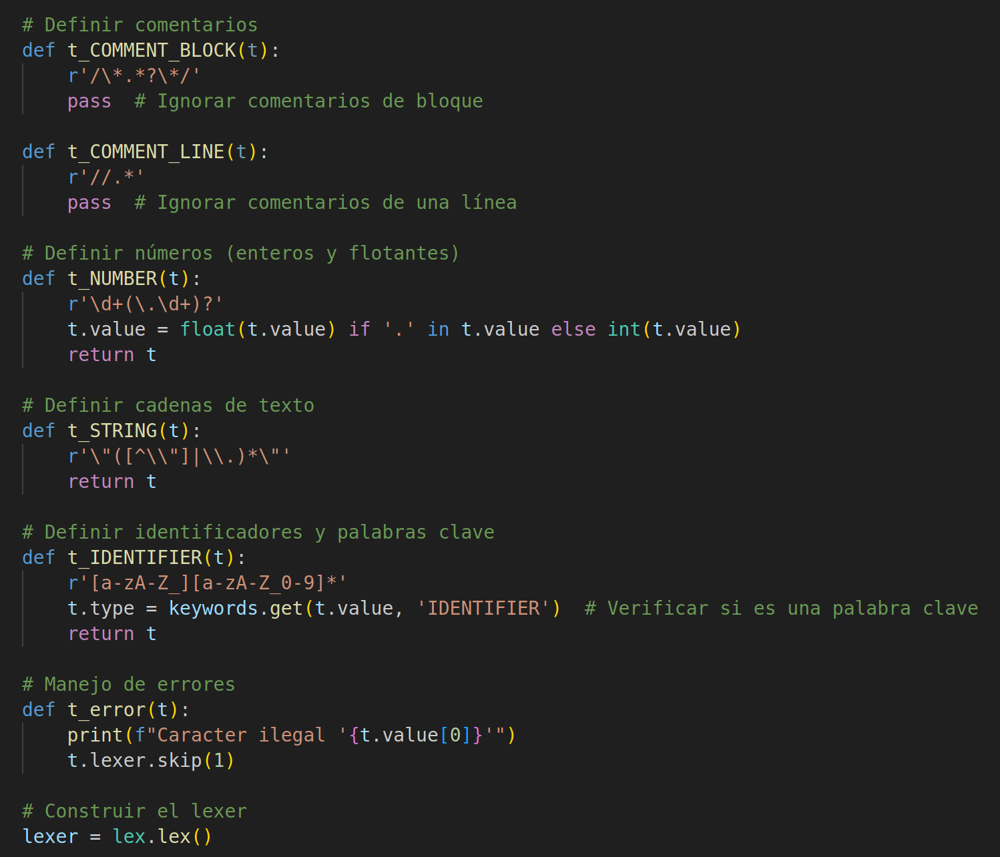 # Definir comentarios
def t_COMMENT_BLOCK(t):
    r'/\*.*?\*/'
    pass  # Ignorar comentarios de bloque

def t_COMMENT_LINE(t):
    r'//.*'
    pass  # Ignorar comentarios de una línea

# Definir números (enteros y flotantes)
def t_NUMBER(t):
    r'\d+(\.\d+)?'
    t.value = float(t.value) if '.' in t.value else int(t.value)
    return t

# Definir cadenas de texto
def t_STRING(t):
    r'\"([^\\"]|\\.)*\"'
    return t

# Definir identificadores y palabras clave
def t_IDENTIFIER(t):
    r'[a-zA-Z_][a-zA-Z_0-9]*'
    t.type = keywords.get(t.value, 'IDENTIFIER')  # Verificar si es una palabra clave
    return t

# Manejo de errores
def t_error(t):
    print(f"Caracter ilegal '{t.value[0]}'")
    t.lexer.skip(1)

# Construir el lexer
lexer = lex.lex()